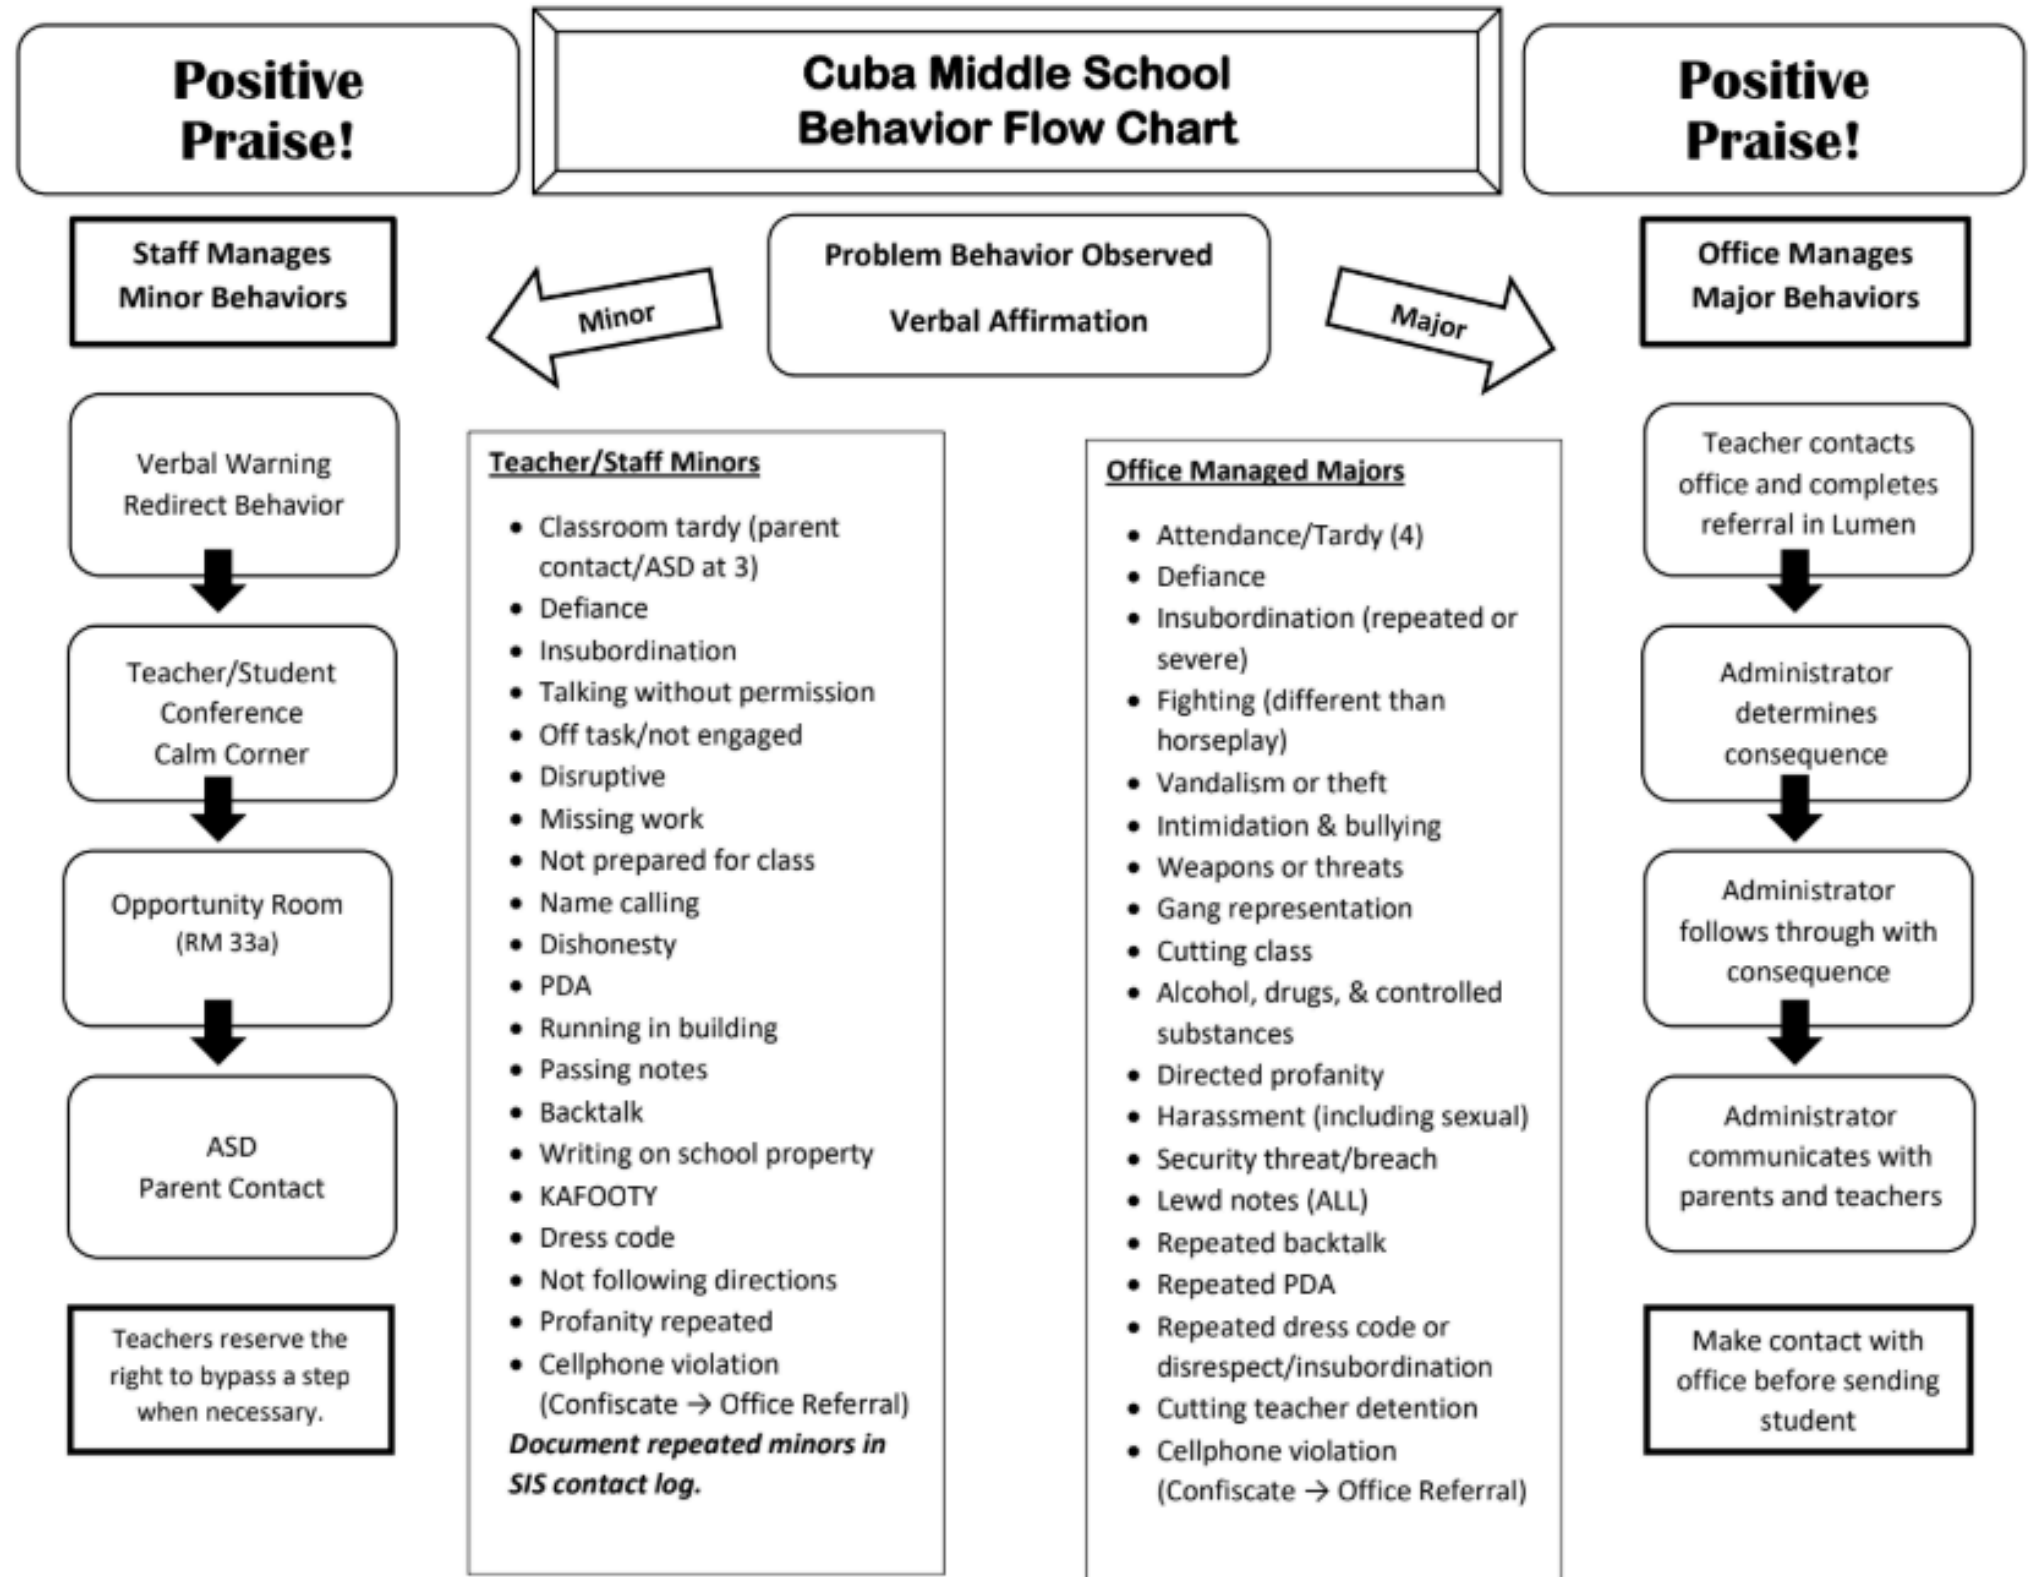 Positive
Praise!
Cuba Middle School
Behavior Flow Chart
Positive
Praise!
Staff Manages
Minor Behaviors
Minor
Problem Behavior Observed
Verbal Affirmation
Major
Office Manages
Major Behaviors
Verbal Warning
Redirect Behavior
Teacher/Student
Conference
Calm Corner
Opportunity Room
(RM 33a)
ASD
Parent Contact
Teachers reserve the
right to bypass a step
when necessary.
Teacher/Staff Minors
• Classroom tardy (parent
contact/ASD at 3)
• Defiance
• Insubordination
• Talking without permission
• Off task/not engaged
• Disruptive
• Missing work
• Not prepared for class
• Name calling
• Dishonesty
• PDA
• Running in building
• Passing notes
• Backtalk
• Writing on school property
• KAFOOTY
• Dress code
• Not following directions
• Profanity repeated
• Cellphone violation
(Confiscate → Office Referral)
Document repeated minors in
SIS contact log.
Office Managed Majors
• Attendance/Tardy (4)
• Defiance
• Insubordination (repeated or
severe)
• Fighting (different than
horseplay)
• Vandalism or theft
• Intimidation & bullying
• Weapons or threats
• Gang representation
• Cutting class
• Alcohol, drugs, & controlled
substances
• Directed profanity
• Harassment (including sexual)
• Security threat/breach
• Lewd notes (ALL)
• Repeated backtalk
• Repeated PDA
• Repeated dress code or
disrespect/insubordination
• Cutting teacher detention
• Cellphone violation
(Confiscate → Office Referral)
Teacher contacts
office and completes
referral in Lumen
Administrator
determines
consequence
Administrator
follows through with
consequence
Administrator
communicates with
parents and teachers
Make contact with
office before sending
student